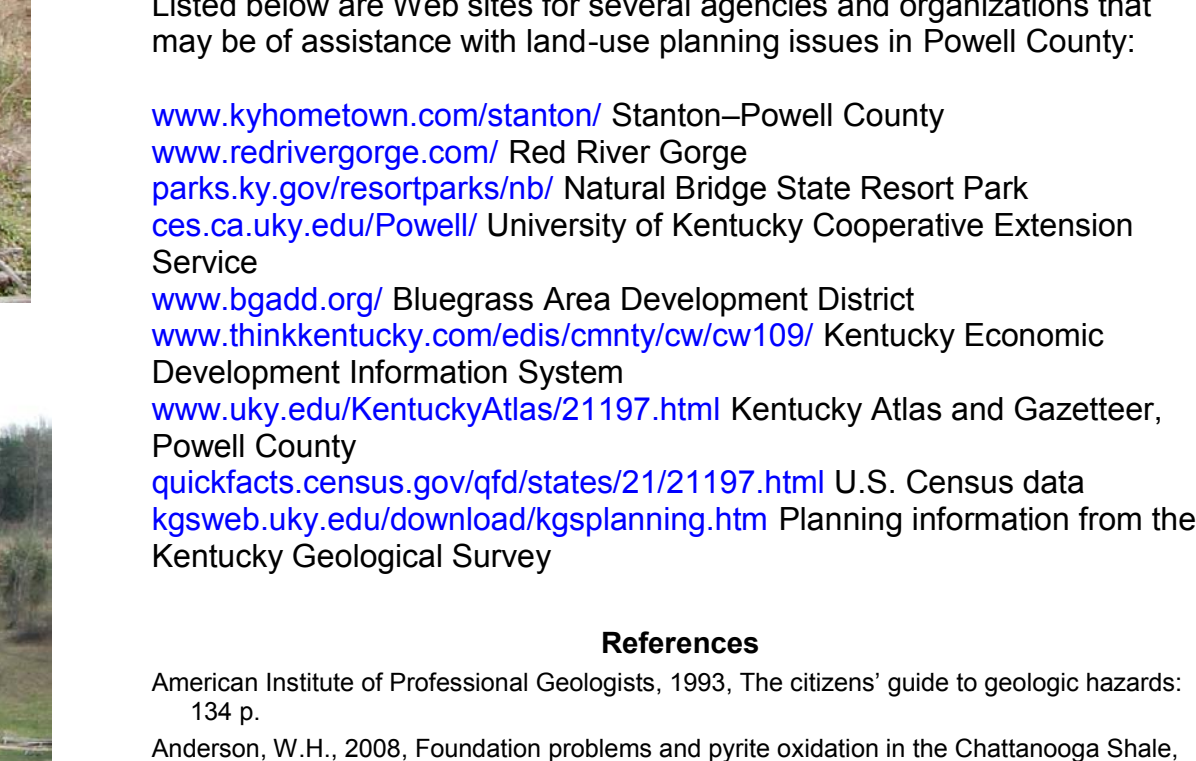 Listed below are Web sites for several agencies and organizations that
may be of assistance with land-use planning issues in Powell County:
www.kyhometown.com/stanton/ Stanton–Powell County
www.redrivergorge.com/ Red River Gorge
parks.ky.gov/resortparks/nb/ Natural Bridge State Resort Park
ces.ca.uky.edu/Powell/ University of Kentucky Cooperative Extension
Service
www.bgadd.org/ Bluegrass Area Development District
www.thinkkentucky.com/edis/cmnty/cw/cw109/ Kentucky Economic
Development Information System
www.uky.edu/KentuckyAtlas/21197.html Kentucky Atlas and Gazetteer,
Powell County
quickfacts.census.gov/qfd/states/21/21197.html U.S. Census data
kgsweb.uky.edu/download/kgsplanning.htm Planning information from the
Kentucky Geological Survey
References
American Institute of Professional Geologists, 1993, The citizens’ guide to geologic hazards:
134 p.
Anderson, W.H., 2008, Foundation problems and pyrite oxidation in the Chattanooga Shale,